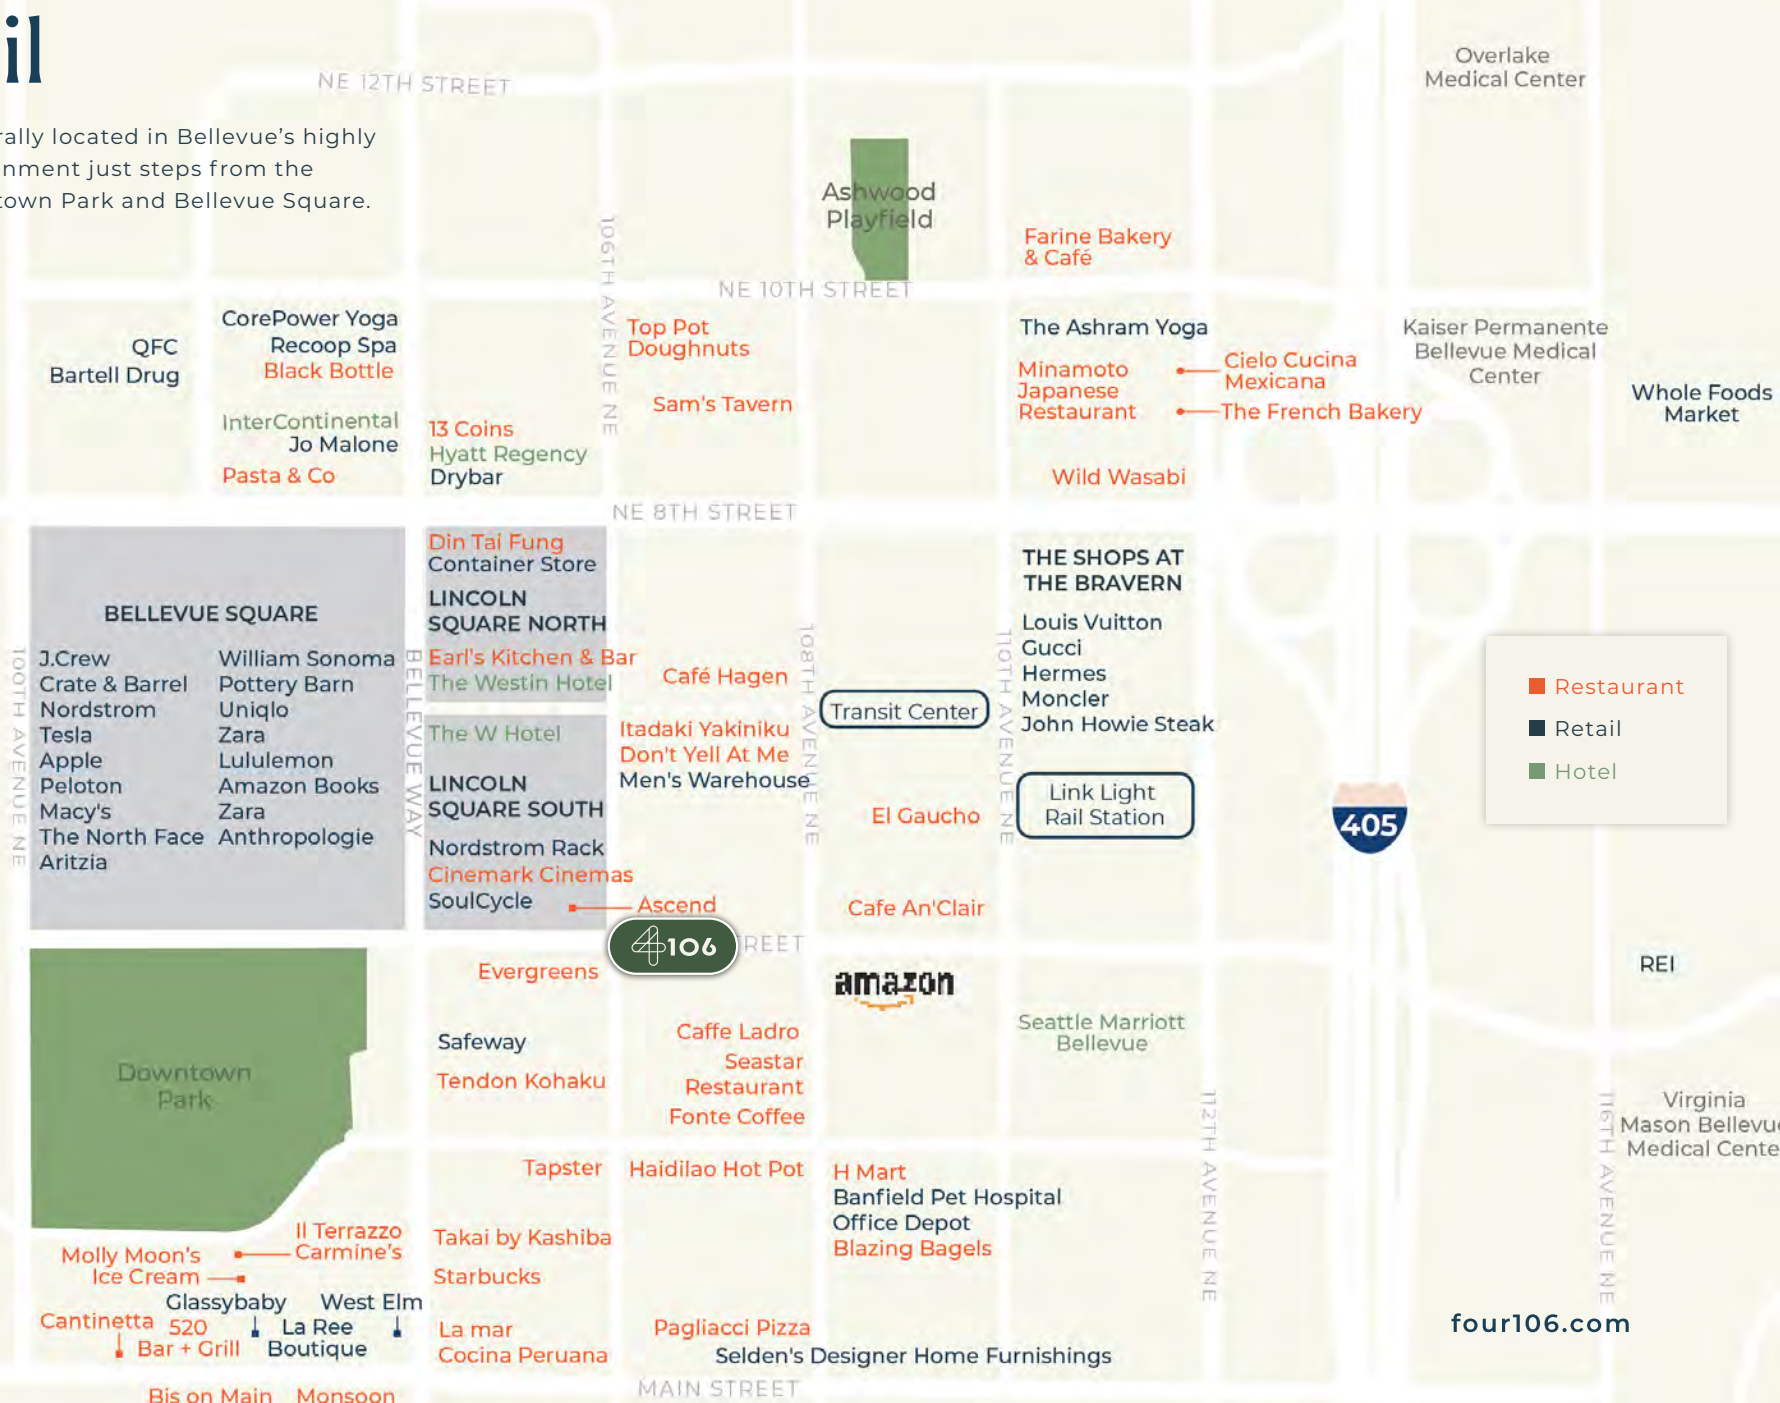 il
rally located in Bellevue's highly
nment just steps from the
town Park and Bellevue Square.
NE 12TH STREET
Overlake
Medical Center
Ashwood
Playfield
106TH AVENUE NE
Farine Bakery
& Café
NE 10TH STREET
QFC
Bartell Drug
CorePower Yoga
Recoop Spa
Black Bottle
InterContinental
Jo Malone
Pasta & Co
13 Coins
Hyatt Regency
Drybar
Top Pot
Doughnuts
Sam's Tavern
The Ashram Yoga
Minamoto
Japanese
Restaurant
Cielo Cucina
Mexicana
The French Bakery
Wild Wasabi
Kaiser Permanente
Bellevue Medical
Center
Whole Foods
Market
NE 8TH STREET
100TH AVENUE NE
BELLEVUE SQUARE
J.Crew
Crate & Barrel
Nordstrom
Tesla
Apple
Peloton
Macy's
The North Face
Aritzia
William Sonoma
Pottery Barn
Uniqlo
Zara
Lululemon
Amazon Books
Zara
Anthropologie
BELLEVUE WAY
Din Tai Fung
Container Store
LINCOLN
SQUARE NORTH
Earl's Kitchen & Bar
The Westin Hotel
The W Hotel
LINCOLN
SQUARE SOUTH
Nordstrom Rack
Cinemark Cinemas
SoulCycle
Ascend
Café Hagen
Itadaki Yakiniku
Don't Yell At Me
Men's Warehouse
108TH AVENUE NE
Transit Center
El Gaucho
Cafe An'Clair
110TH AVENUE NE
THE SHOPS AT
THE BRAVERN
Louis Vuitton
Gucci
Hermes
Moncler
John Howie Steak
Link Light
Rail Station
405
Restaurant
Retail
Hotel
4106
REET
amazon
Evergreens
Safeway
Tendon Kohaku
Caffe Ladro
Seastar
Restaurant
Fonte Coffee
Seattle Marriott
Bellevue
REI
Downtown
Park
112TH AVENUE NE
116TH AVENUE NE
Virginia
Mason Bellevue
Medical Cente
Tapster
Haidilao Hot Pot
H Mart
Banfield Pet Hospital
Office Depot
Blazing Bagels
Il Terrazzo
Carmine's
Molly Moon's
Ice Cream
Takai by Kashiba
Starbucks
Glassybaby
West Elm
Cantinetta
520
Bar + Grill
La Ree
Boutique
La mar
Cocina Peruana
Pagliacci Pizza
Selden's Designer Home Furnishings
four106.com
MAIN STREET
Bis on Main
Monsoon